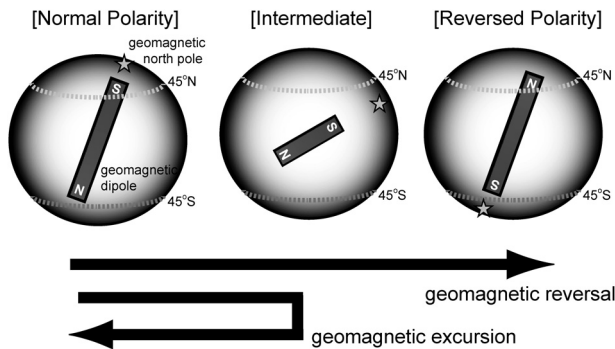 [Normal Polarity]
[Intermediate]
[Reversed Polarity]
geomagnetic
north pole
45°N
45°N
45°N
S
N
geomagnetic
dipole
S
N
N
S
45°S
45°S
45°S
geomagnetic reversal
geomagnetic excursion